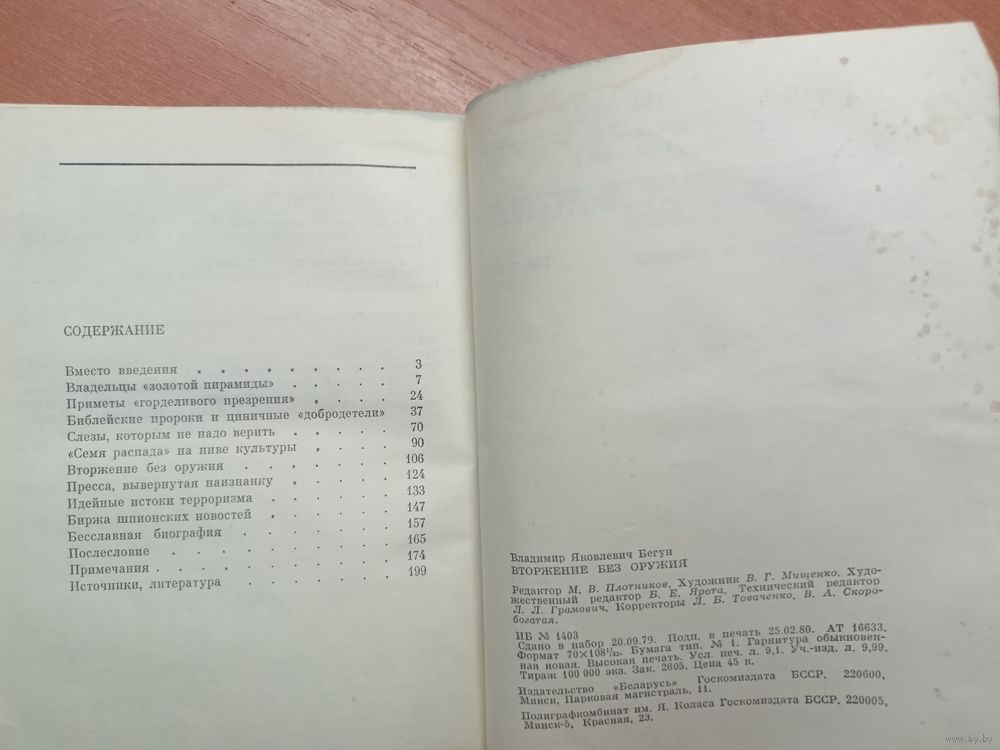 СОДЕРЖАНИЕ
Вместо введения . . . . . . . . . 3
Владельцы «золотой пирамиды» . . . . . 7
Приметы «горделивого презрения» . . . . 24
Библейские пророки и циничные «добродетели» 37
Слезы, которым не надо верить . . . . . 70
«Семя распада» на ниве культуры . . . . 90
Вторжение без оружия . . . . . . . 106
Пресса, вывернутая наизнанку . . . . . 124
Идейные истоки терроризма . . . . . . 133
Биржа шпионских новостей . . . . . . 147
Бесславная биография . . . . . . . 157
Послесловие . . . . . . . . . . 165
Примечания . . . . . . . . . . 174
Источники, литература . . . . . . . 199
Владимир Яковлевич Бегун
ВТОРЖЕНИЕ БЕЗ ОРУЖИЯ
Редактор М. В. Плотников. Художник В. Г. Мищенко. Худо-
жественный редактор Б. Е. Ярота. Технический редактор
Л. Л. Грамович. Корректоры Л. Б. Товаченко, В. А. Скоро-
богатая.
ИБ № 1403
Сдано в набор 20.09.79. Подп. в печать 25.02.80. АТ 16633.
Формат 70×108 1/32. Бумага тип. № 1. Гарнитура обыкновен-
ная новая. Высокая печать. Усл. печ. л. 9,1. Уч.-изд. л. 9,99.
Тираж 100 000 экз. Зак. 2605. Цена 45 к.
Издательство «Беларусь» Госкомиздата БССР. 220600,
Минск, Парковая магистраль, 11.
Полиграфкомбинат им. Я. Коласа Госкомиздата БССР. 220005,
Минск-5, Красная, 23.
www.ay.by